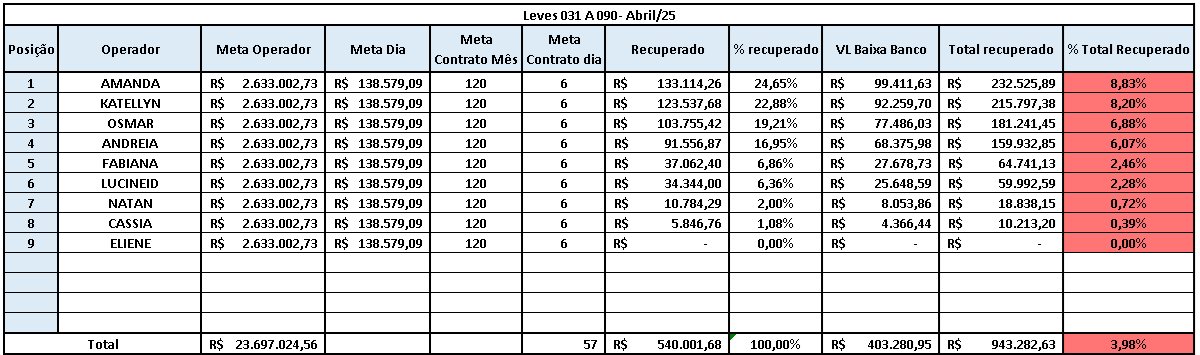 Leves 031 A 090- Abril/25
Posição Operador Meta Operador Meta Dia Meta Contrato Mês Meta Contrato dia Recuperado % recuperado VL Baixa Banco Total recuperado % Total Recuperado
1 AMANDA R$ 2.633.002,73 R$ 138.579,09 120 6 R$ 133.114,26 24,65% R$ 99.411,63 R$ 232.525,89 8,83%
2 KATELLYN R$ 2.633.002,73 R$ 138.579,09 120 6 R$ 123.537,68 22,88% R$ 92.259,70 R$ 215.797,38 8,20%
3 OSMAR R$ 2.633.002,73 R$ 138.579,09 120 6 R$ 103.755,42 19,21% R$ 77.486,03 R$ 181.241,45 6,88%
4 ANDREIA R$ 2.633.002,73 R$ 138.579,09 120 6 R$ 91.556,87 16,95% R$ 68.375,98 R$ 159.932,85 6,07%
5 FABIANA R$ 2.633.002,73 R$ 138.579,09 120 6 R$ 37.062,40 6,86% R$ 27.678,73 R$ 64.741,13 2,46%
6 LUCINEID R$ 2.633.002,73 R$ 138.579,09 120 6 R$ 34.344,00 6,36% R$ 25.648,59 R$ 59.992,59 2,28%
7 NATAN R$ 2.633.002,73 R$ 138.579,09 120 6 R$ 10.784,29 2,00% R$ 8.053,86 R$ 18.838,15 0,72%
8 CASSIA R$ 2.633.002,73 R$ 138.579,09 120 6 R$ 5.846,76 1,08% R$ 4.366,44 R$ 10.213,20 0,39%
9 ELIENE R$ 2.633.002,73 R$ 138.579,09 120 6 R$ - 0,00% R$ - R$ - 0,00%
Total R$ 23.697.024,56 57 R$ 540.001,68 100,00% R$ 403.280,95 R$ 943.282,63 3,98%